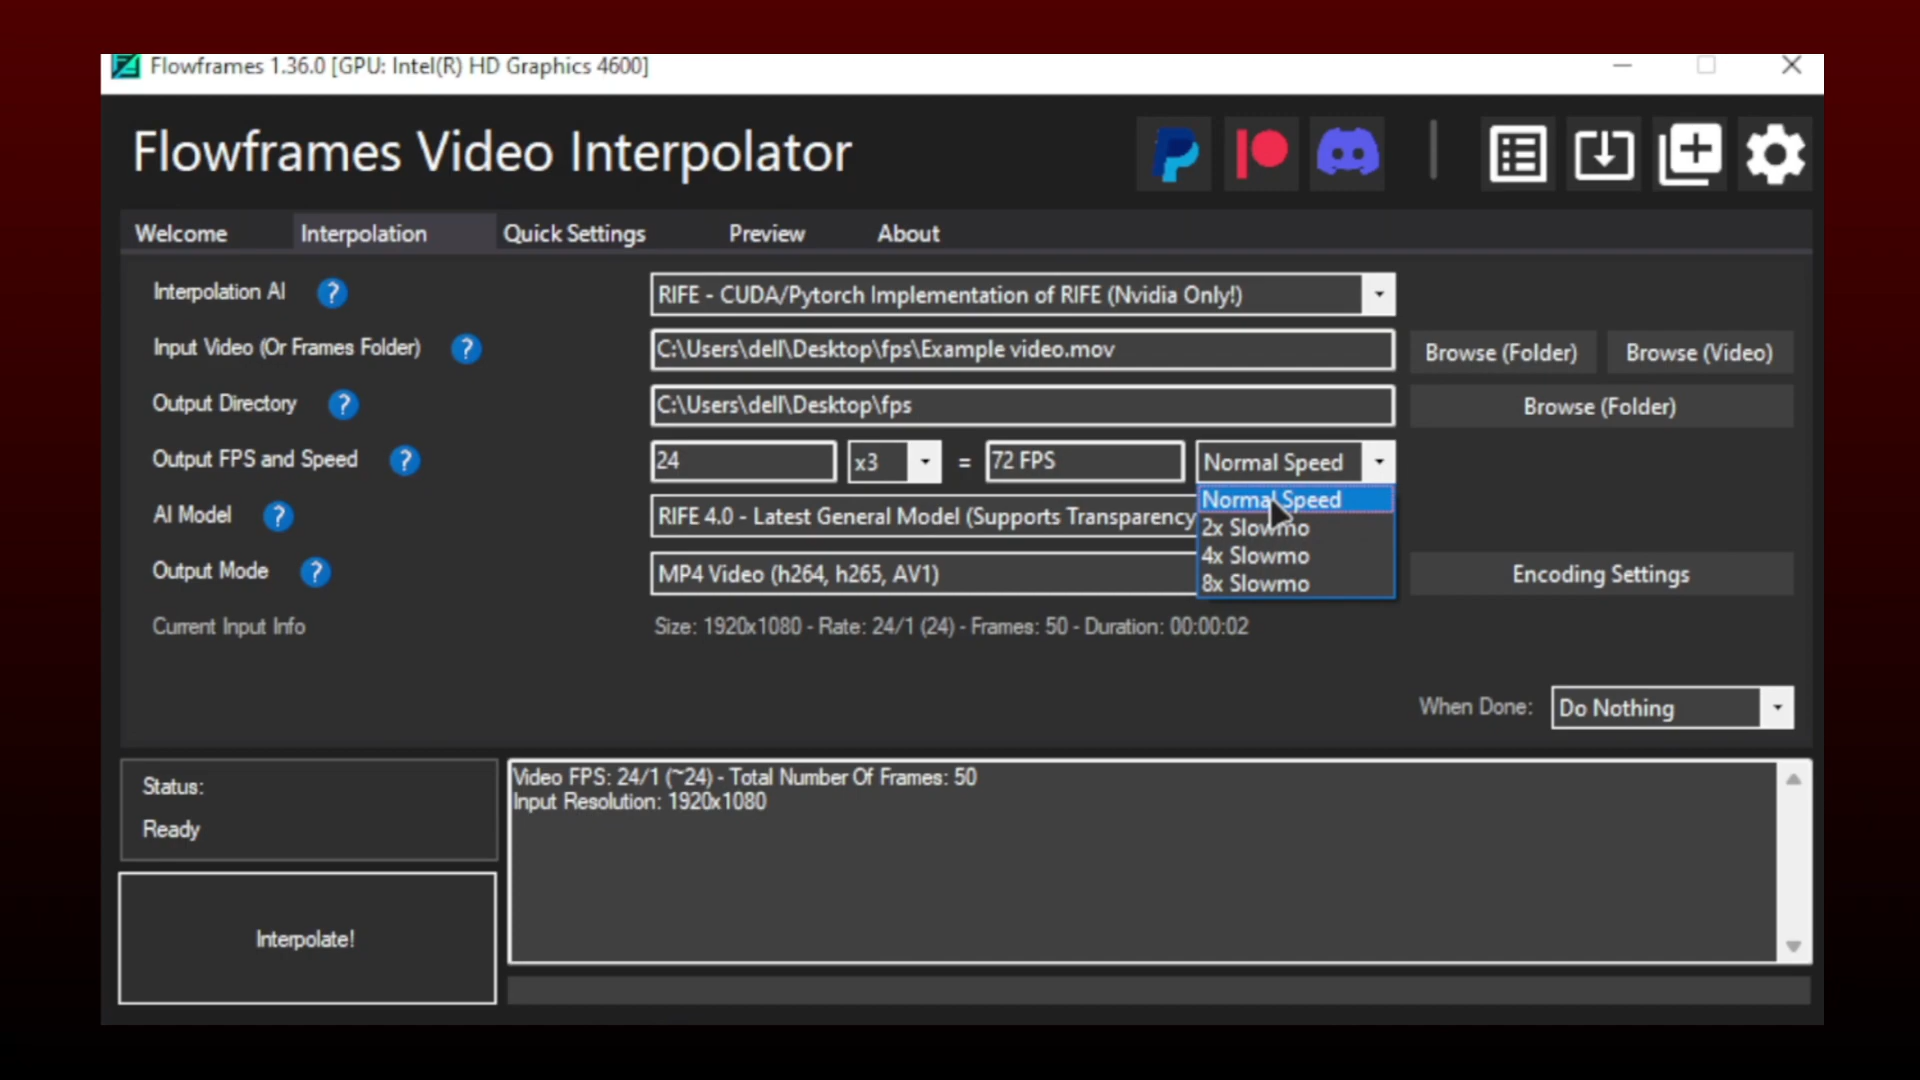 Flowframes 1.36.0 [GPU: Intel(R) HD Graphics 4600]
Flowframes Video Interpolator
Welcome Interpolation Quick Settings Preview About
Interpolation AI ? RIFE - CUDA/Pytorch Implementation of RIFE (Nvidia Only!)
Input Video (Or Frames Folder) ? C:\Users\dell\Desktop\fps\Example video.mov Browse (Folder) Browse (Video)
Output Directory ? C:\Users\dell\Desktop\fps Browse (Folder)
Output FPS and Speed ? 24 x3 = 72 FPS Normal Speed
Normal Speed
AI Model ? RIFE 4.0 - Latest General Model (Supports Transparency
2x Slowmo
4x Slowmo
Output Mode ? MP4 Video (h264, h265, AV1) Encoding Settings
8x Slowmo
Current Input Info Size: 1920x1080 - Rate: 24/1 (24) - Frames: 50 - Duration: 00:00:02
When Done: Do Nothing
Status:
Ready
Video FPS: 24/1 (~24) - Total Number Of Frames: 50
Input Resolution: 1920x1080
Interpolate!